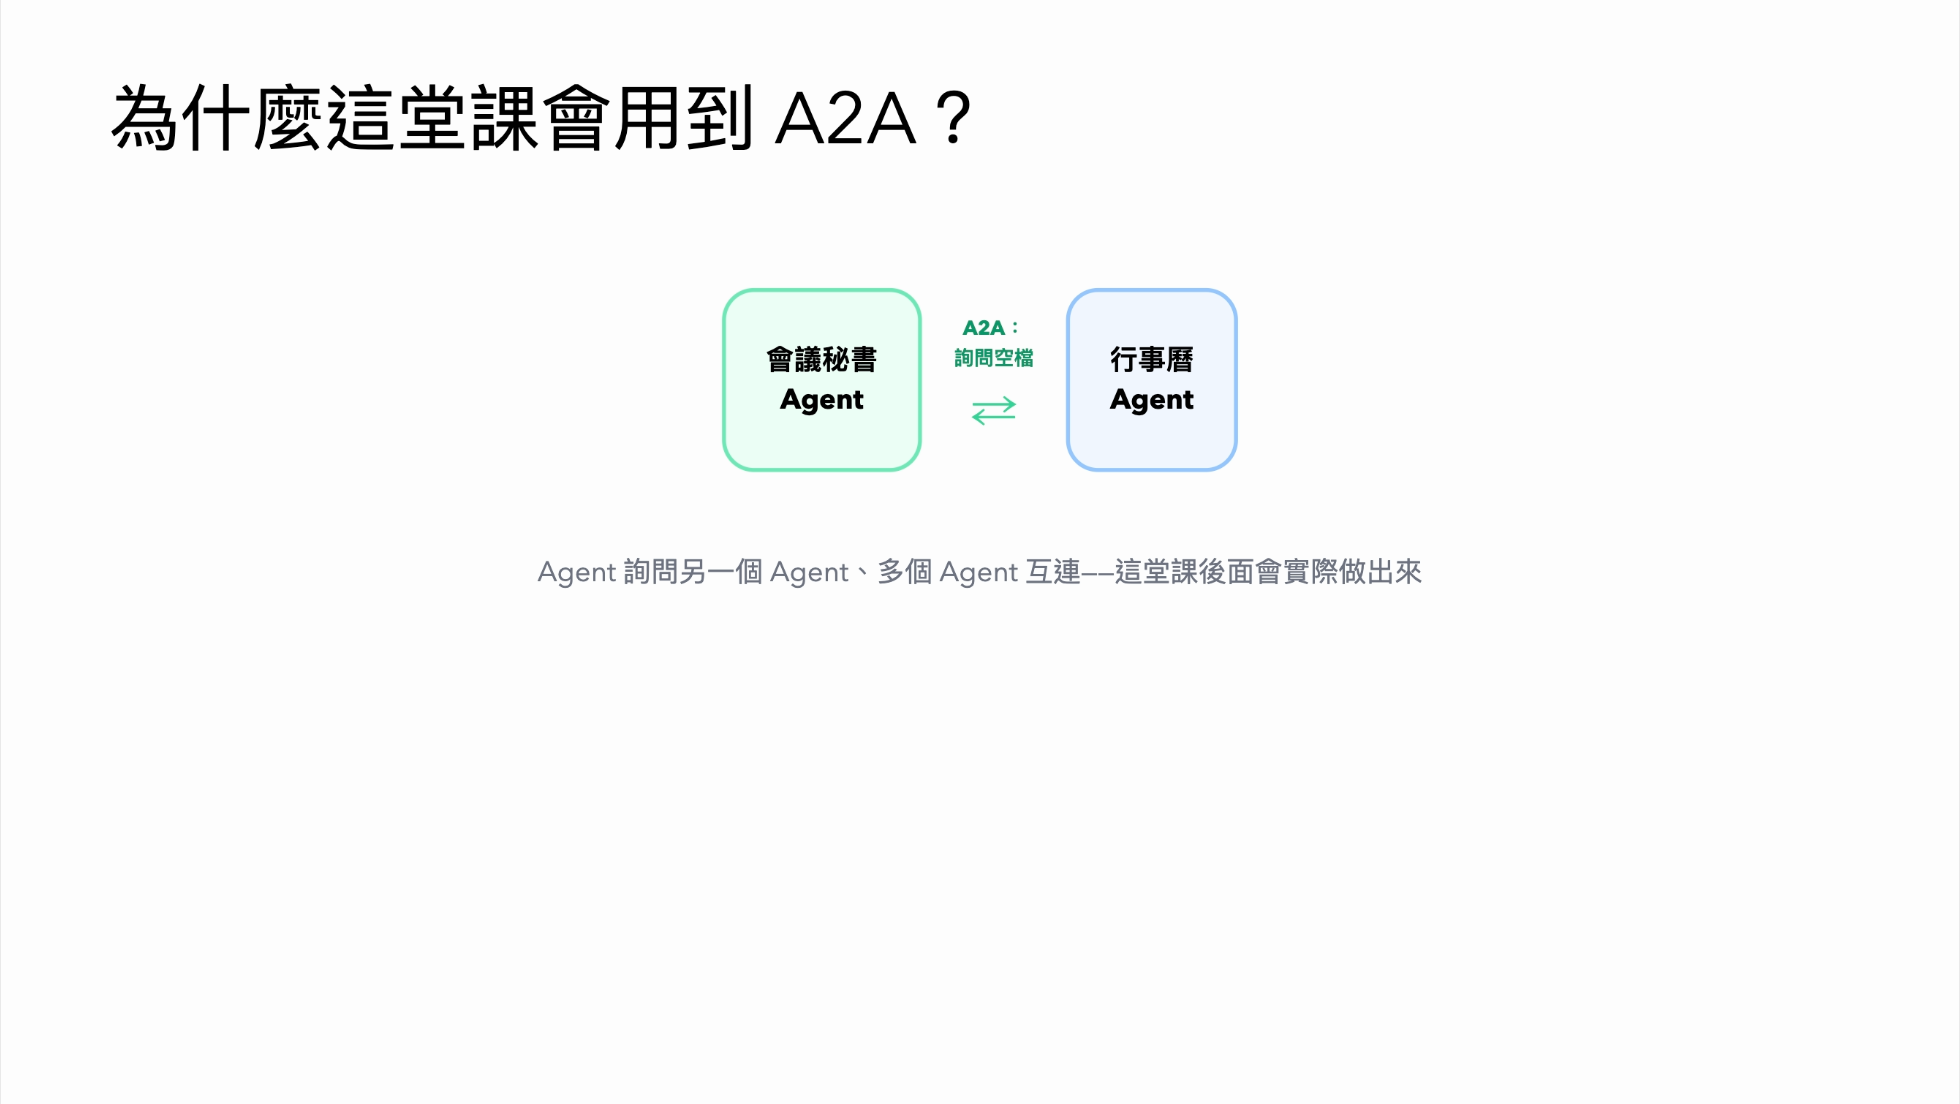 為什麼這堂課會用到 A2A？
會議秘書
Agent
A2A：
詢問空檔
行事曆
Agent
Agent 詢問另一個 Agent、多個 Agent 互連——這堂課後面會實際做出來